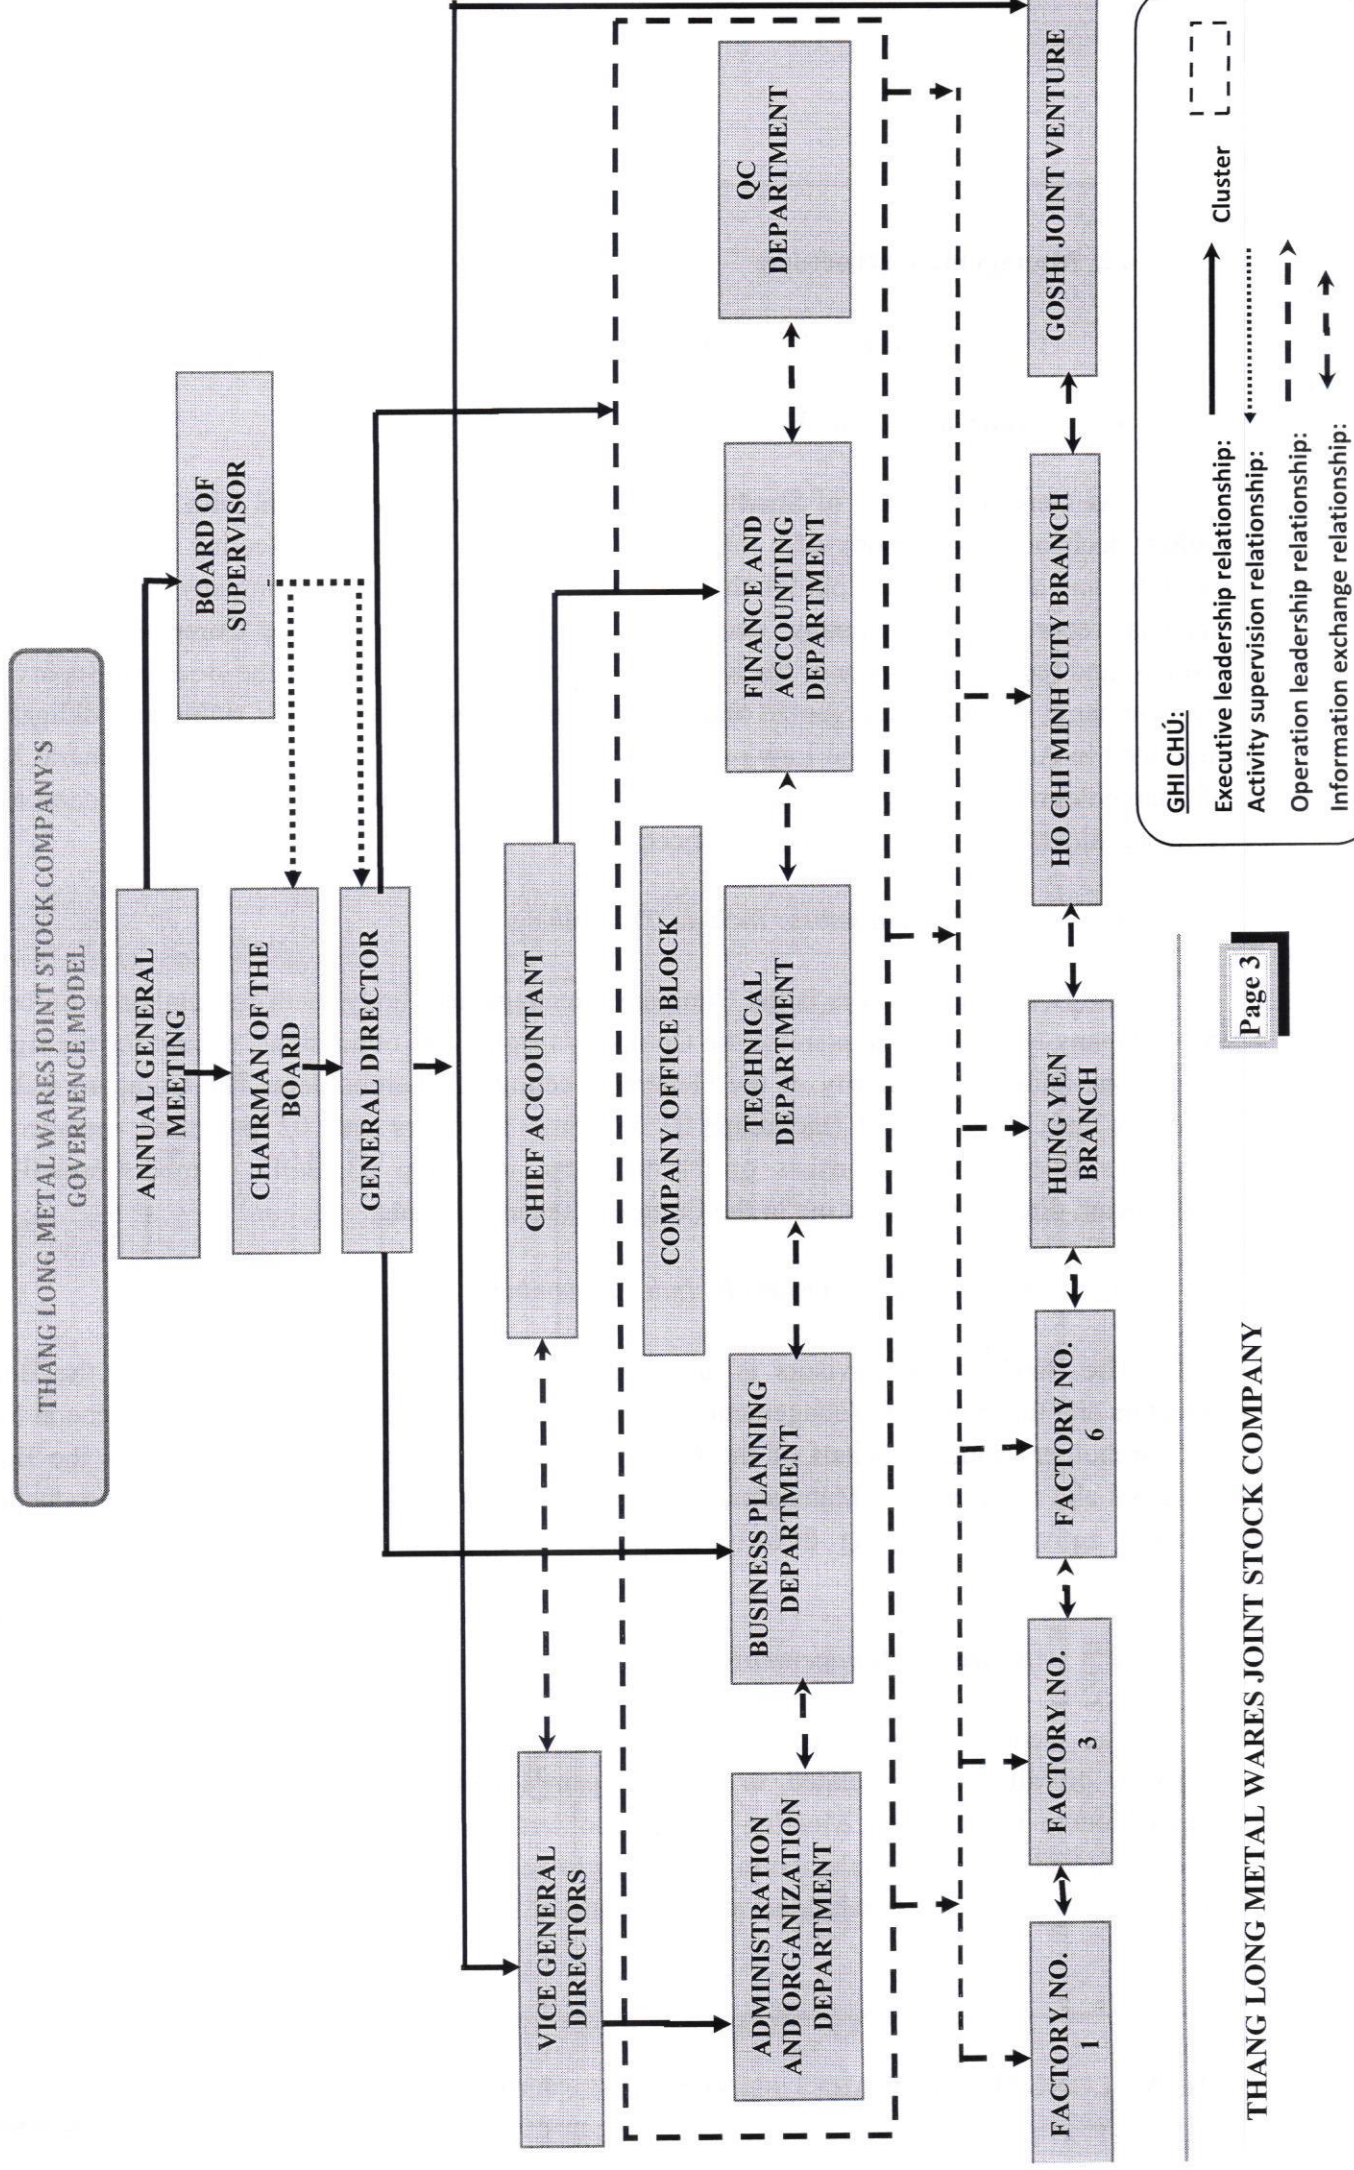 THANG LONG METAL WARES JOINT STOCK COMPANY'S
GOVERNENCE MODEL
ANNUAL GENERAL
MEETING
BOARD OF
SUPERVISOR
CHAIRMAN OF THE
BOARD
GENERAL DIRECTOR
VICE GENERAL
DIRECTORS
CHIEF ACCOUNTANT
COMPANY OFFICE BLOCK
ADMINISTRATION
AND ORGANIZATION
DEPARTMENT
BUSINESS PLANNING
DEPARTMENT
TECHNICAL
DEPARTMENT
FINANCE AND
ACCOUNTING
DEPARTMENT
QC
DEPARTMENT
FACTORY NO.
1
FACTORY NO.
3
FACTORY NO.
6
HUNG YEN
BRANCH
HO CHI MINH CITY BRANCH
GOSHI JOINT VENTURE
GHI CHÚ:
Executive leadership relationship:
Cluster
Activity supervision relationship:
Operation leadership relationship:
Information exchange relationship:
THANG LONG METAL WARES JOINT STOCK COMPANY
Page 3